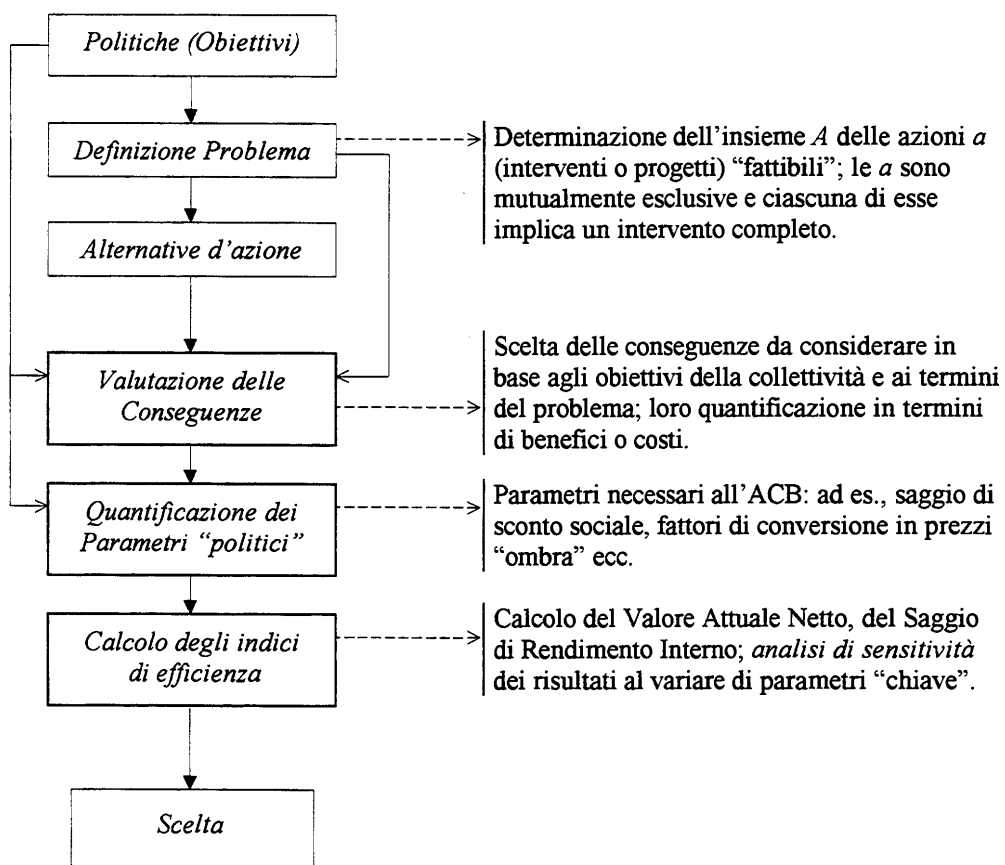 Politiche (Obiettivi)
Definizione Problema
Determinazione dell'insieme A delle azioni a
(interventi o progetti) “fattibili”; le a sono
mutualmente esclusive e ciascuna di esse
implica un intervento completo.
Alternative d'azione
Valutazione delle
Conseguenze
Scelta delle conseguenze da considerare in
base agli obiettivi della collettività e ai termini
del problema; loro quantificazione in termini
di benefici o costi.
Quantificazione dei
Parametri “politici”
Parametri necessari all'ACB: ad es., saggio di
sconto sociale, fattori di conversione in prezzi
“ombra” ecc.
Calcolo degli indici
di efficienza
Calcolo del Valore Attuale Netto, del Saggio
di Rendimento Interno; analisi di sensitività
dei risultati al variare di parametri “chiave”.
Scelta